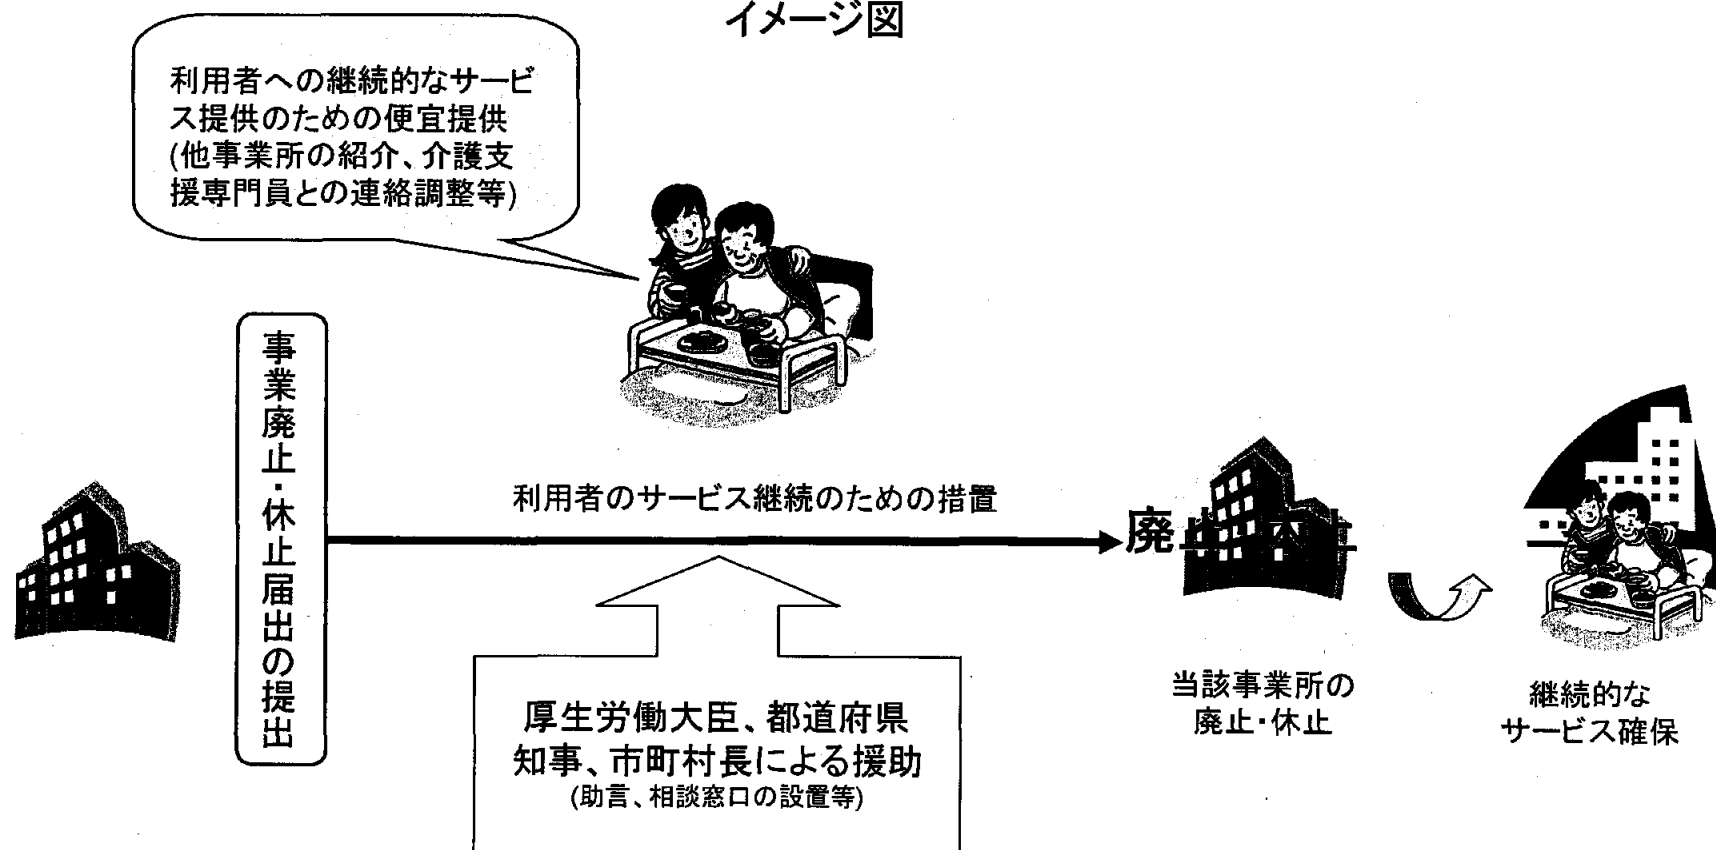 イメージ図
利用者への継続的なサービ
ス提供のための便宜提供
(他事業所の紹介、介護支
援専門員との連絡調整等)
事業廃止・休止届出の提出
利用者のサービス継続のための措置
廃止・休止
厚生労働大臣、都道府県
知事、市町村長による援助
(助言、相談窓口の設置等)
当該事業所の
廃止・休止
継続的な
サービス確保